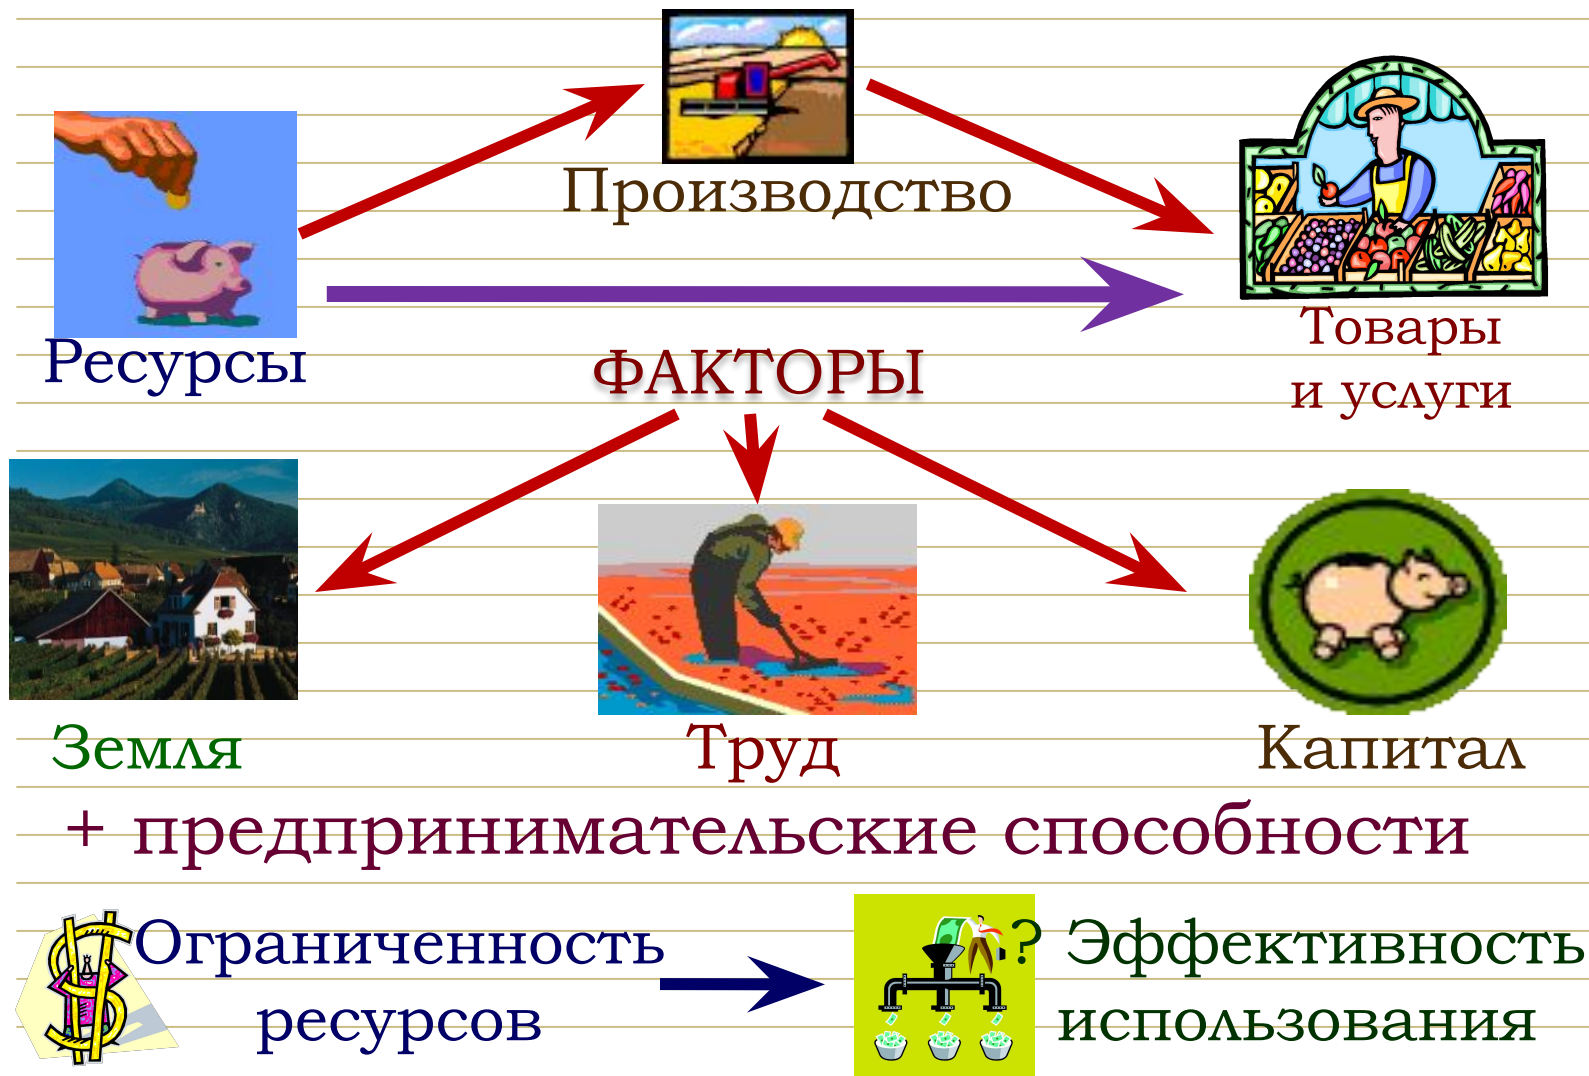 Производство
Ресурсы
Товары
и услуги
ФАКТОРЫ
Земля
Труд
Капитал
+ предпринимательские способности
Ограниченность
ресурсов
? Эффективность
использования